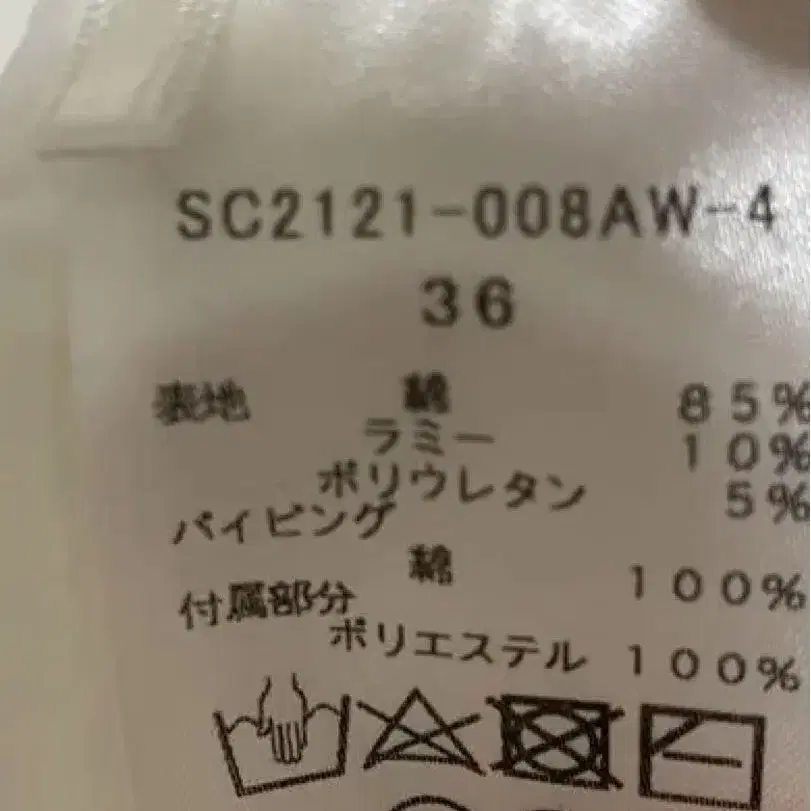 SC2121-008AW-4
36
表地 綿 85%
ラミー 10%
ポリウレタン 5%
パイピング
綿 100%
付属部分
ポリエステル 100%